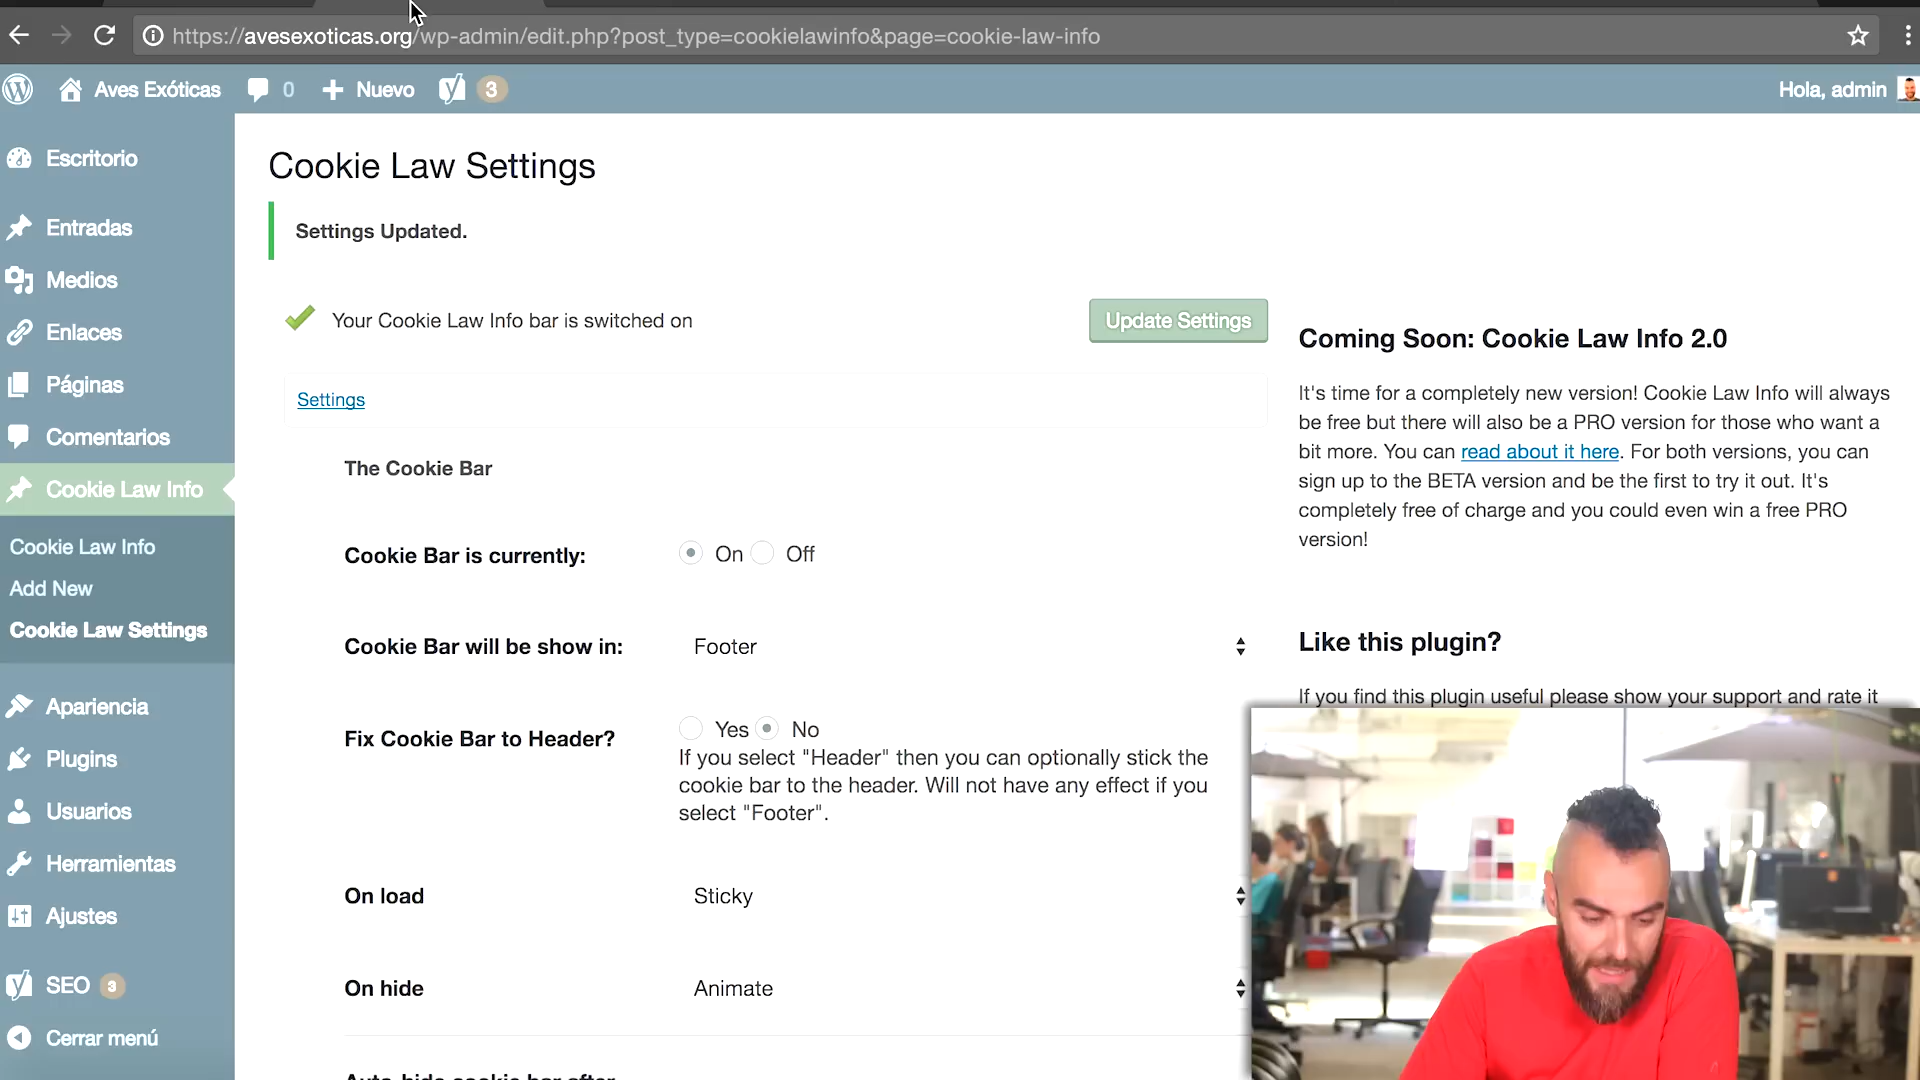 https://avesexoticas.org/wp-admin/edit.php?post_type=cookielawinfo&page=cookie-law-info
Aves Exóticas 0 Nuevo 3 Hola, admin
Escritorio
Entradas
Medios
Enlaces
Páginas
Comentarios
Cookie Law Info
Cookie Law Info
Add New
Cookie Law Settings
Apariencia
Plugins
Usuarios
Herramientas
Ajustes
SEO 3
Cerrar menú
Cookie Law Settings
Settings Updated.
Your Cookie Law Info bar is switched on
Update Settings
Settings
The Cookie Bar
Cookie Bar is currently: On Off
Cookie Bar will be show in: Footer
Fix Cookie Bar to Header? Yes No
If you select "Header" then you can optionally stick the
cookie bar to the header. Will not have any effect if you
select "Footer".
On load Sticky
On hide Animate
Auto-hide cookie bar after
Coming Soon: Cookie Law Info 2.0
It's time for a completely new version! Cookie Law Info will always
be free but there will also be a PRO version for those who want a
bit more. You can read about it here. For both versions, you can
sign up to the BETA version and be the first to try it out. It's
completely free of charge and you could even win a free PRO
version!
Like this plugin?
If you find this plugin useful please show your support and rate it